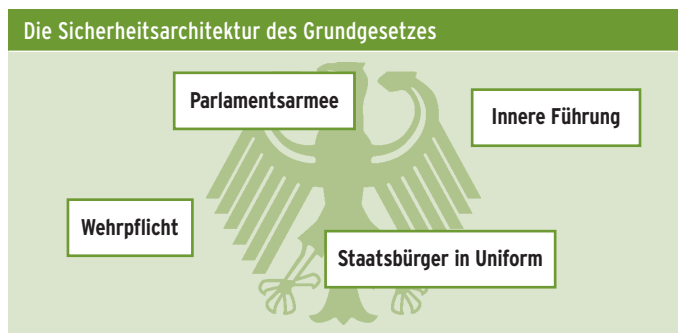 Die Sicherheitsarchitektur des Grundgesetzes
Parlamentsarmee
Innere Führung
Wehrpflicht
Staatsbürger in Uniform